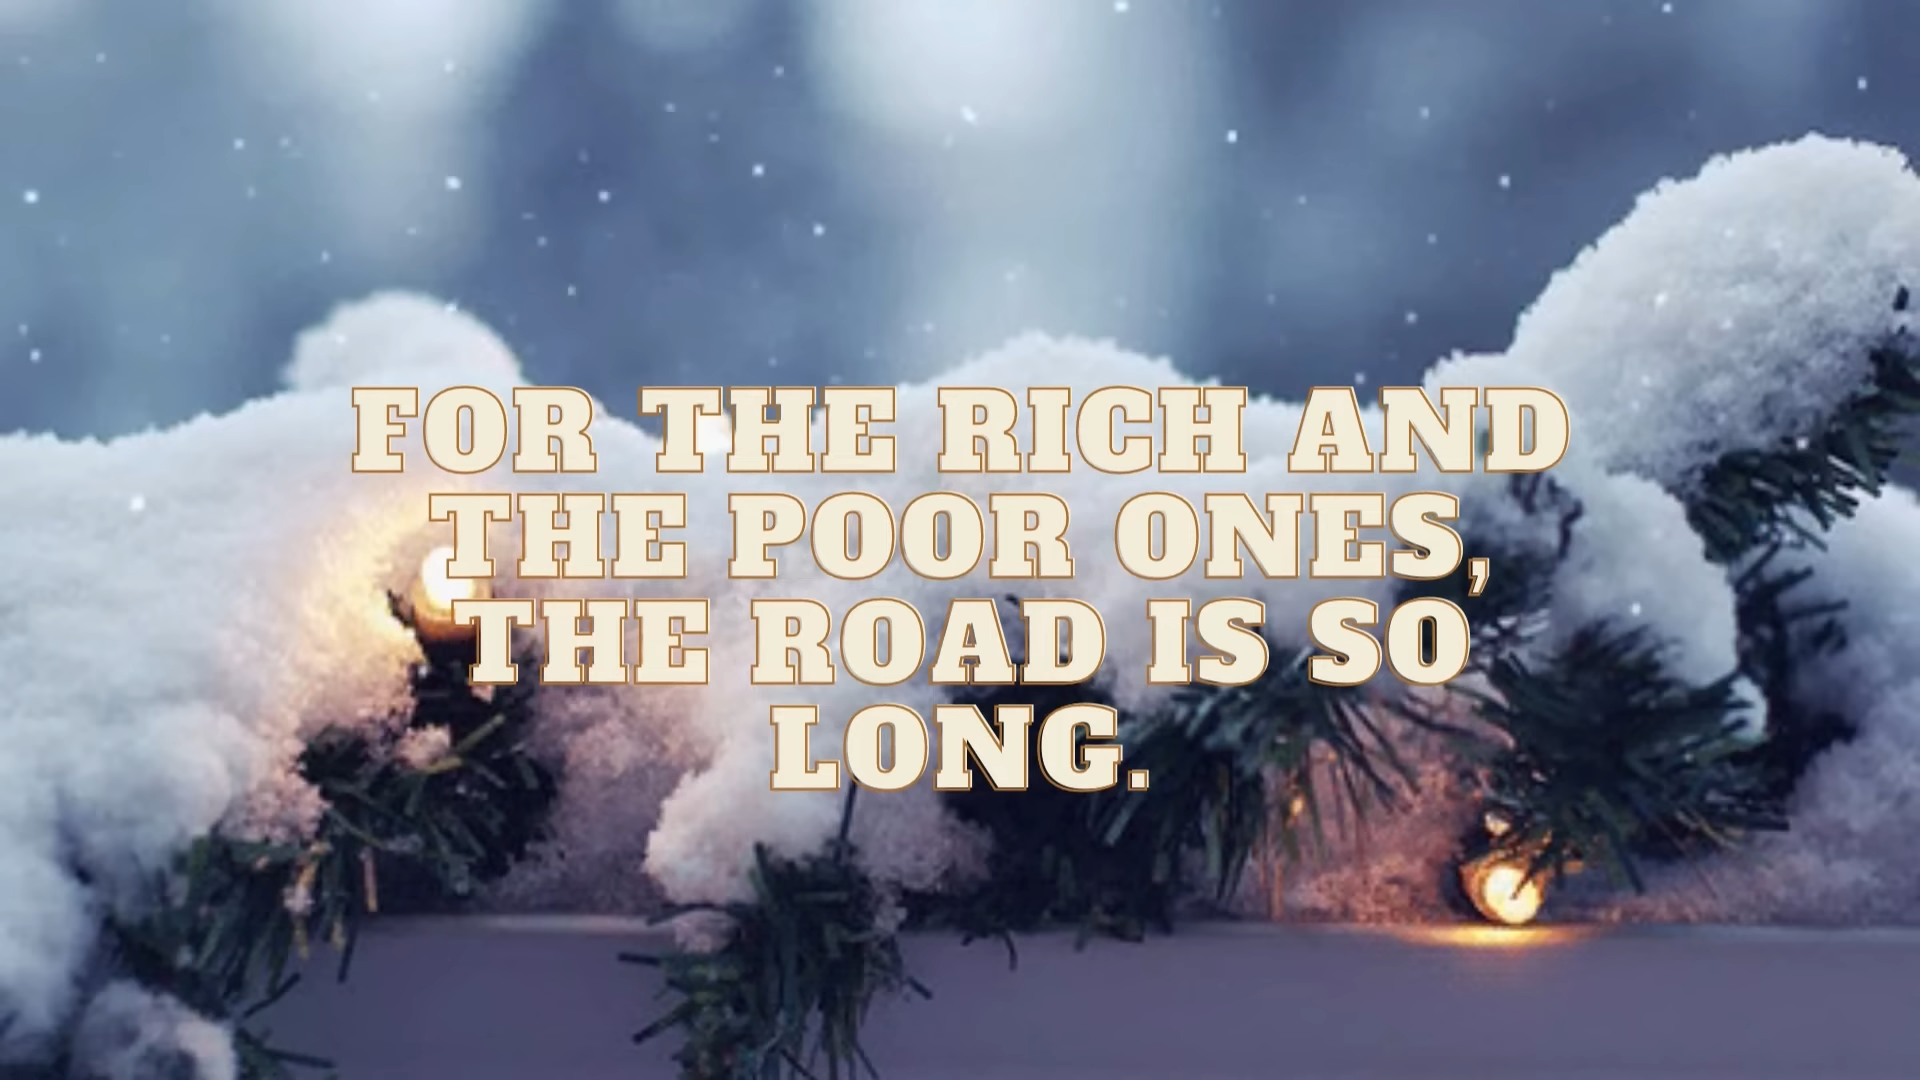 FOR THE RICH AND
THE POOR ONES,
THE ROAD IS SO
LONG.